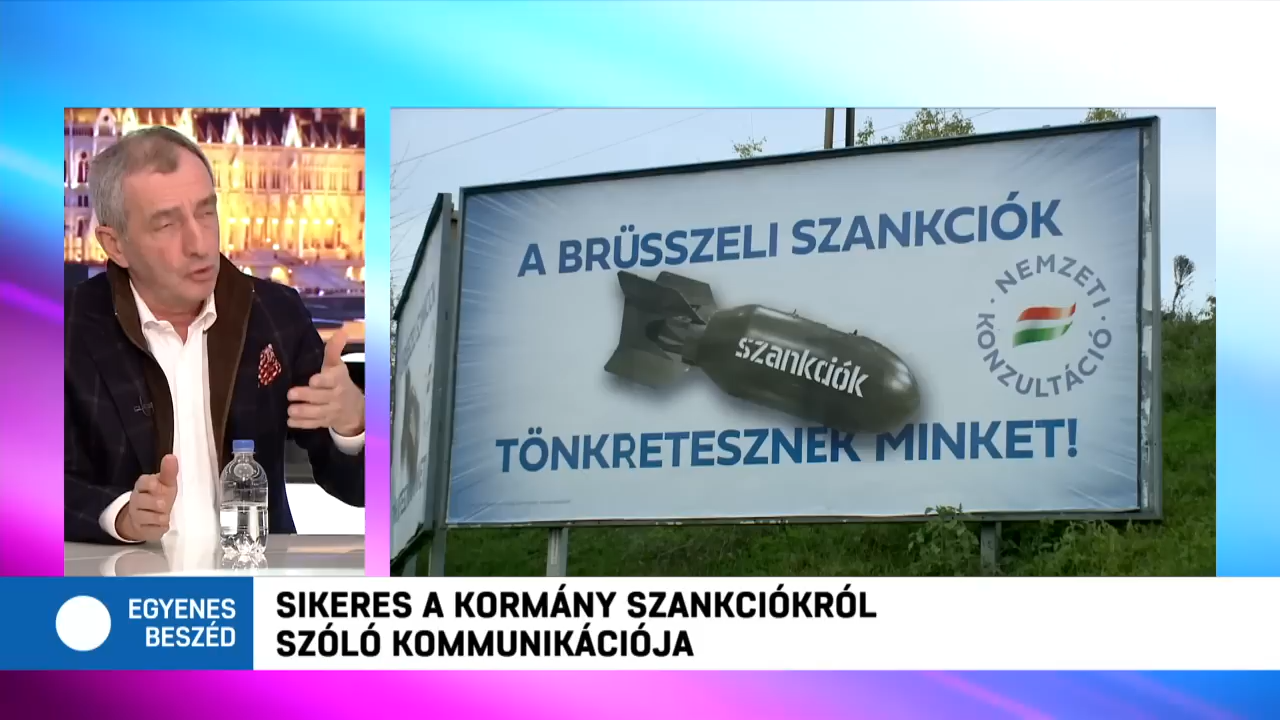 A BRÜSSZELI SZANKCIÓK
szankciók
TÖNKRETESZNEK MINKET!
· NEMZETI ·
KONZULTÁCIÓ
EGYENES
BESZÉD
SIKERES A KORMÁNY SZANKCIÓKRÓL
SZÓLÓ KOMMUNIKÁCIÓJA